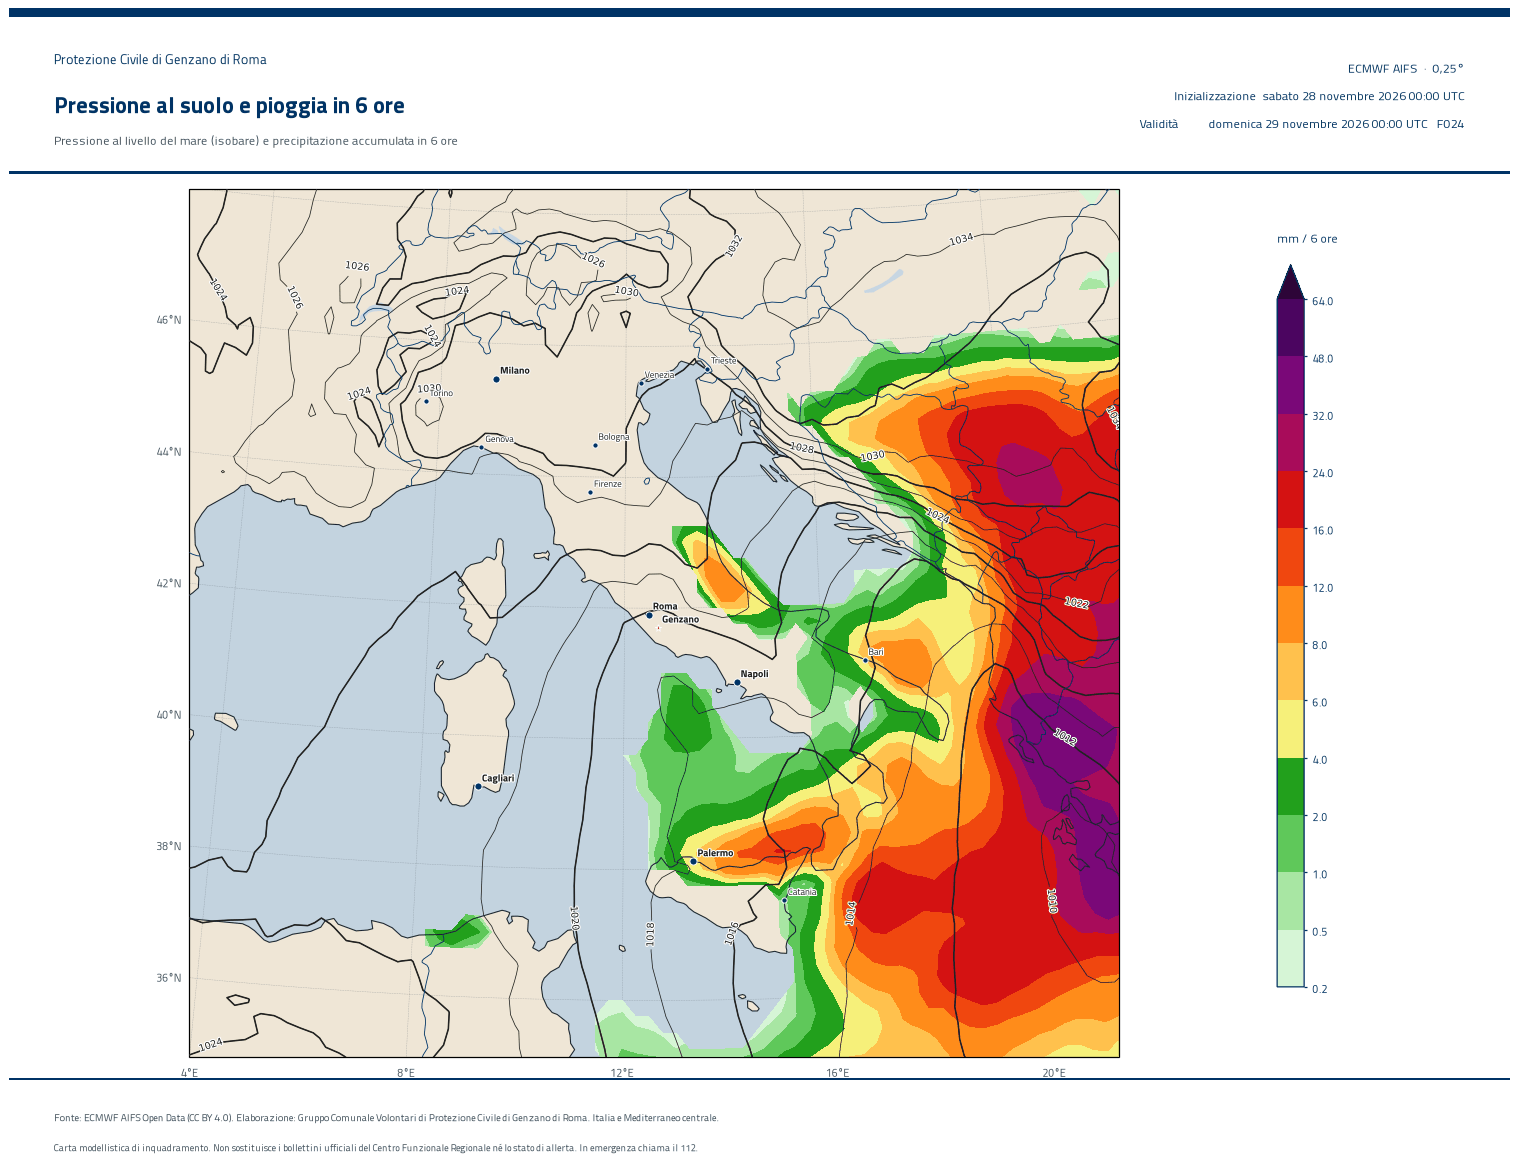 Protezione Civile di Genzano di Roma
Pressione al suolo e pioggia in 6 ore
Pressione al livello del mare (isobare) e precipitazione accumulata in 6 ore
ECMWF AIFS · 0,25°
Inizializzazione sabato 28 novembre 2026 00:00 UTC
Validità domenica 29 novembre 2026 00:00 UTC F024
mm / 6 ore
64.0
48.0
32.0
24.0
16.0
12.0
8.0
6.0
4.0
2.0
1.0
0.5
0.2
46°N
44°N
42°N
40°N
38°N
36°N
4°E
8°E
12°E
16°E
20°E
1032
1034
1026
1026
1026
1024
1024
1030
1024
1024
1030
1028
1030
1034
1024
1022
1012
1010
1014
1016
1018
1020
1024
Trieste
Venezia
Milano
Torino
Genova
Bologna
Firenze
Roma
Genzano
Napoli
Bari
Cagliari
Palermo
Catania
Fonte: ECMWF AIFS Open Data (CC BY 4.0). Elaborazione: Gruppo Comunale Volontari di Protezione Civile di Genzano di Roma. Italia e Mediterraneo centrale.
Carta modellistica di inquadramento. Non sostituisce i bollettini ufficiali del Centro Funzionale Regionale né lo stato di allerta. In emergenza chiama il 112.